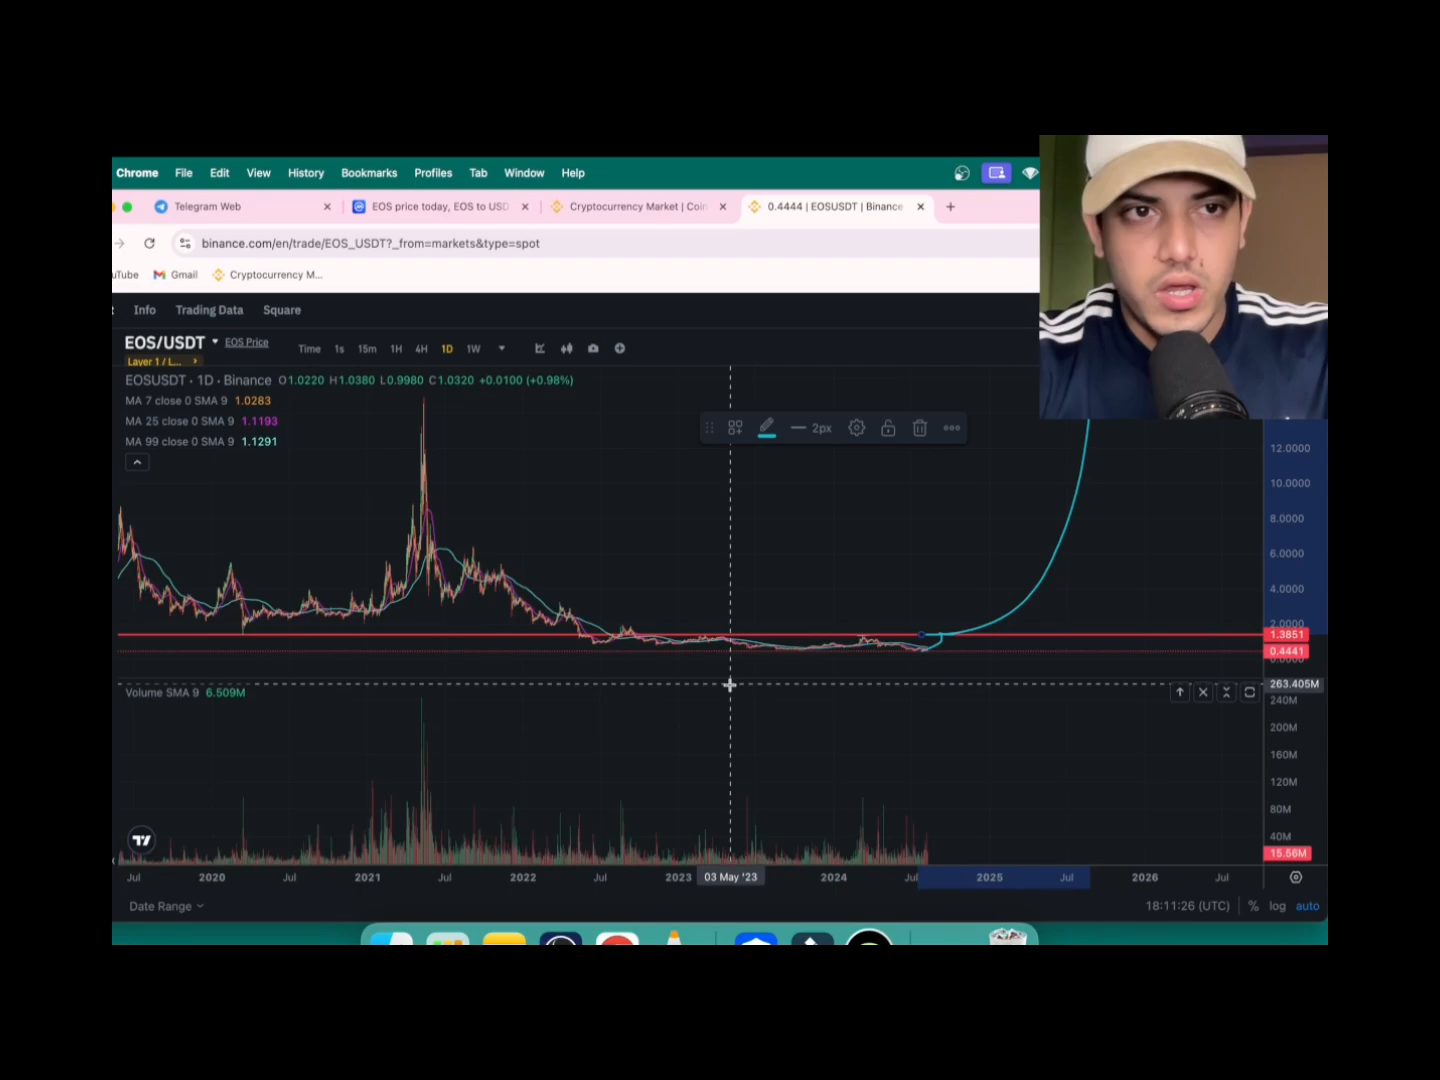 Chrome File Edit View History Bookmarks Profiles Tab Window Help
Telegram Web EOS price today, EOS to USD Cryptocurrency Market | Coin 0.4444 | EOSUSDT | Binance
binance.com/en/trade/EOS_USDT?_from=markets&type=spot
uTube Gmail Cryptocurrency M...
Info Trading Data Square
EOS/USDT EOS Price Time 1s 15m 1H 4H 1D 1W
Layer 1 / L...
EOSUSDT · 1D · Binance O1.0220 H1.0380 L0.9980 C1.0320 +0.0100 (+0.98%)
MA 7 close 0 SMA 9 1.0283
MA 25 close 0 SMA 9 1.1193
2px
MA 99 close 0 SMA 9 1.1291
12.0000
10.0000
8.0000
6.0000
4.0000
2.0000
1.3851
0.4441
263.405M
Volume SMA 9 6.509M
240M
200M
160M
120M
80M
40M
15.56M
Jul 2020 Jul 2021 Jul 2022 Jul 2023 03 May '23 2024 Jul 2025 Jul 2026 Jul
Date Range 18:11:26 (UTC) % log auto